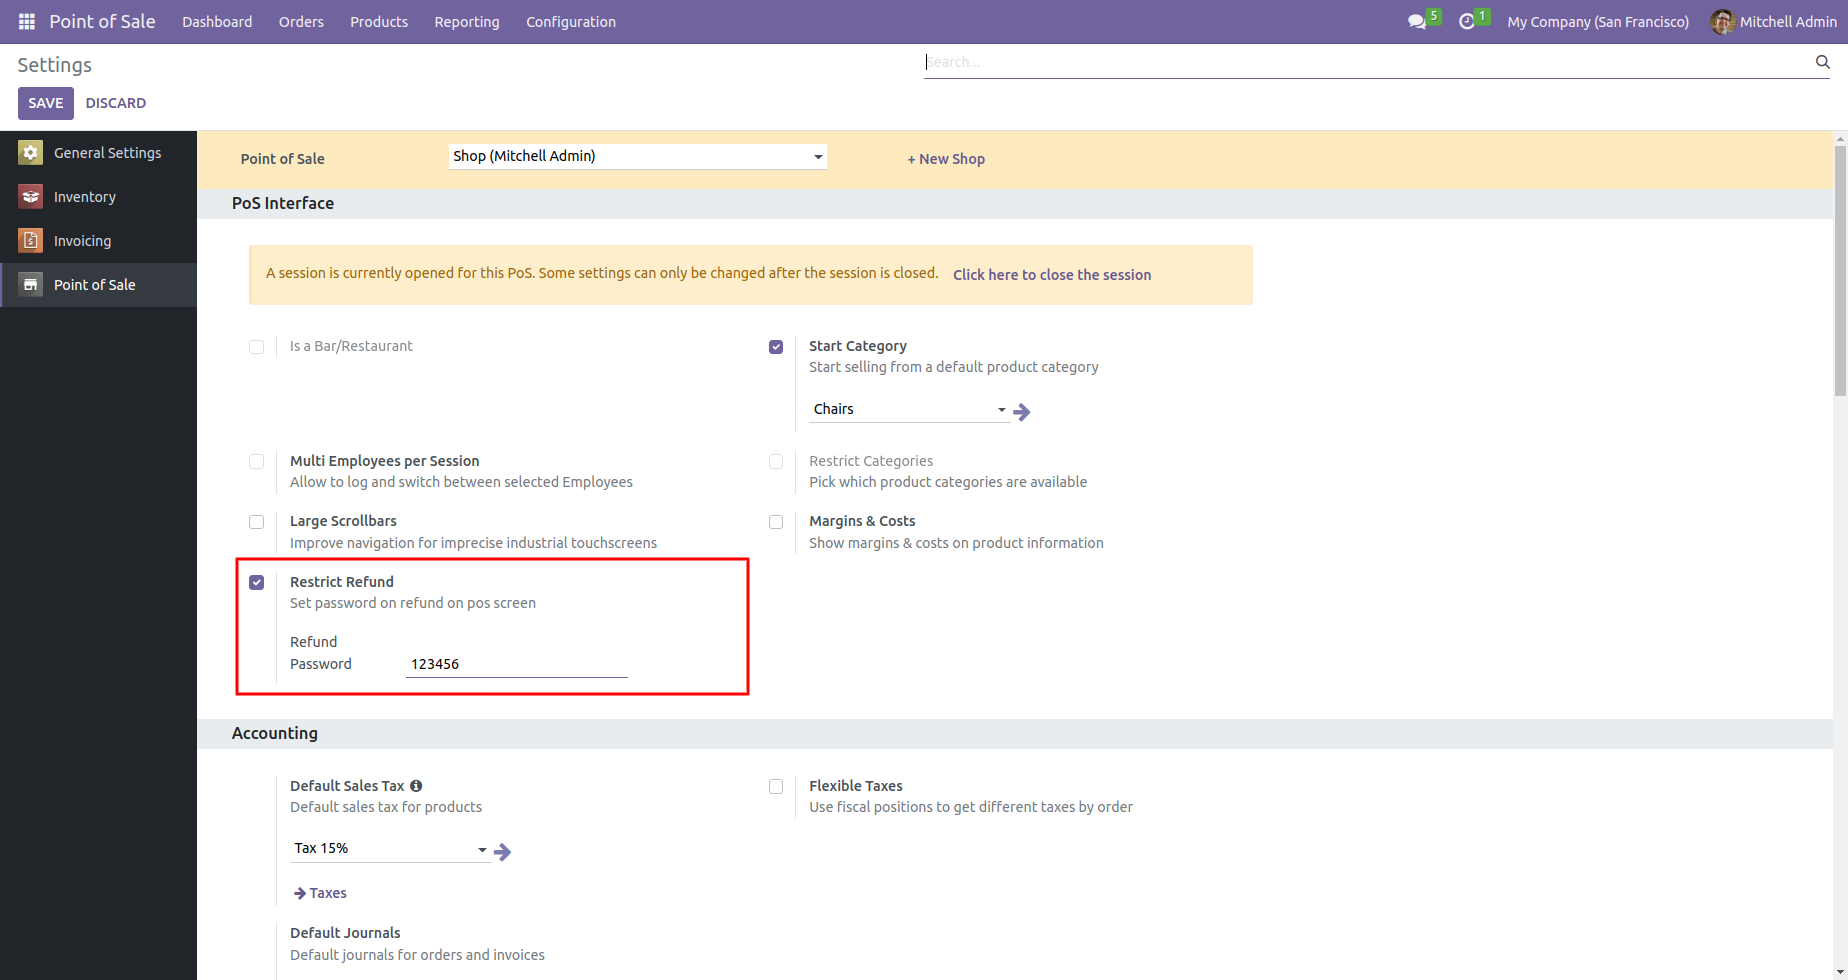 Point of Sale Dashboard Orders Products Reporting Configuration 5 1 My Company (San Francisco) Mitchell Admin
Settings
Search...
SAVE DISCARD
General Settings
Inventory
Invoicing
Point of Sale
Point of Sale Shop (Mitchell Admin) + New Shop
PoS Interface
A session is currently opened for this PoS. Some settings can only be changed after the session is closed. Click here to close the session
Is a Bar/Restaurant
Start Category
Start selling from a default product category
Chairs
Multi Employees per Session
Allow to log and switch between selected Employees
Restrict Categories
Pick which product categories are available
Large Scrollbars
Improve navigation for imprecise industrial touchscreens
Margins & Costs
Show margins & costs on product information
Restrict Refund
Set password on refund on pos screen
Refund
Password 123456
Accounting
Default Sales Tax
Default sales tax for products
Tax 15%
Taxes
Flexible Taxes
Use fiscal positions to get different taxes by order
Default Journals
Default journals for orders and invoices